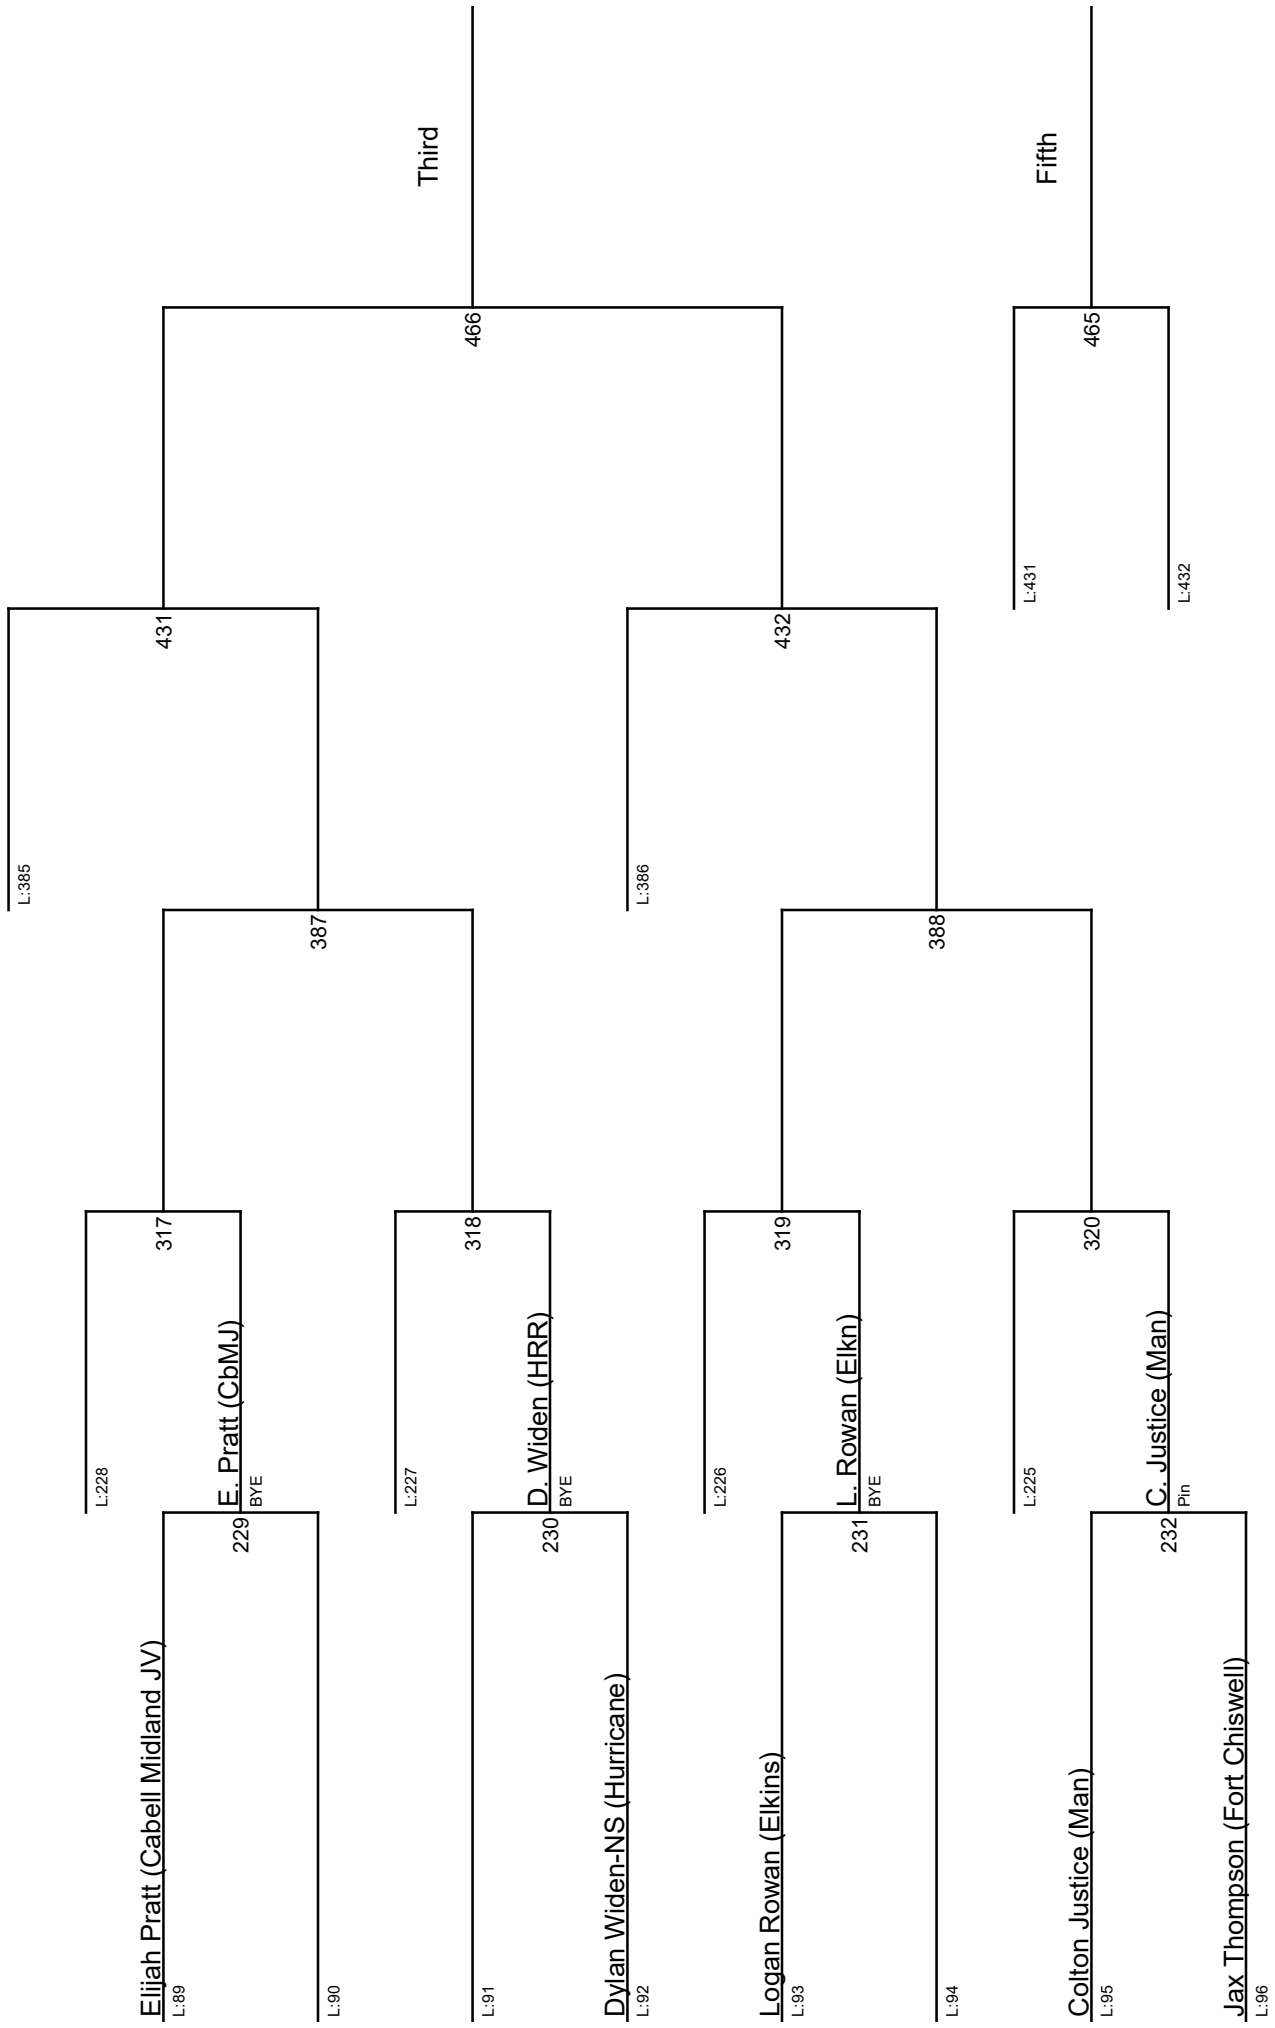 Elijah Pratt (Cabell Midland JV)
L:89
L:90
L:91
Dylan Widen-NS (Hurricane)
L:92
Logan Rowan (Elkins)
L:93
L:94
Colton Justice (Man)
L:95
Jax Thompson (Fort Chiswell)
L:96
L:228
229
E. Pratt (CbMJ)
BYE
L:227
230
D. Widen (HRR)
BYE
L:226
231
L. Rowan (Elkn)
BYE
L:225
232
C. Justice (Man)
Pin
317
318
319
320
L:385
387
L:386
388
431
432
L:431
L:432
466
465
Third
Fifth